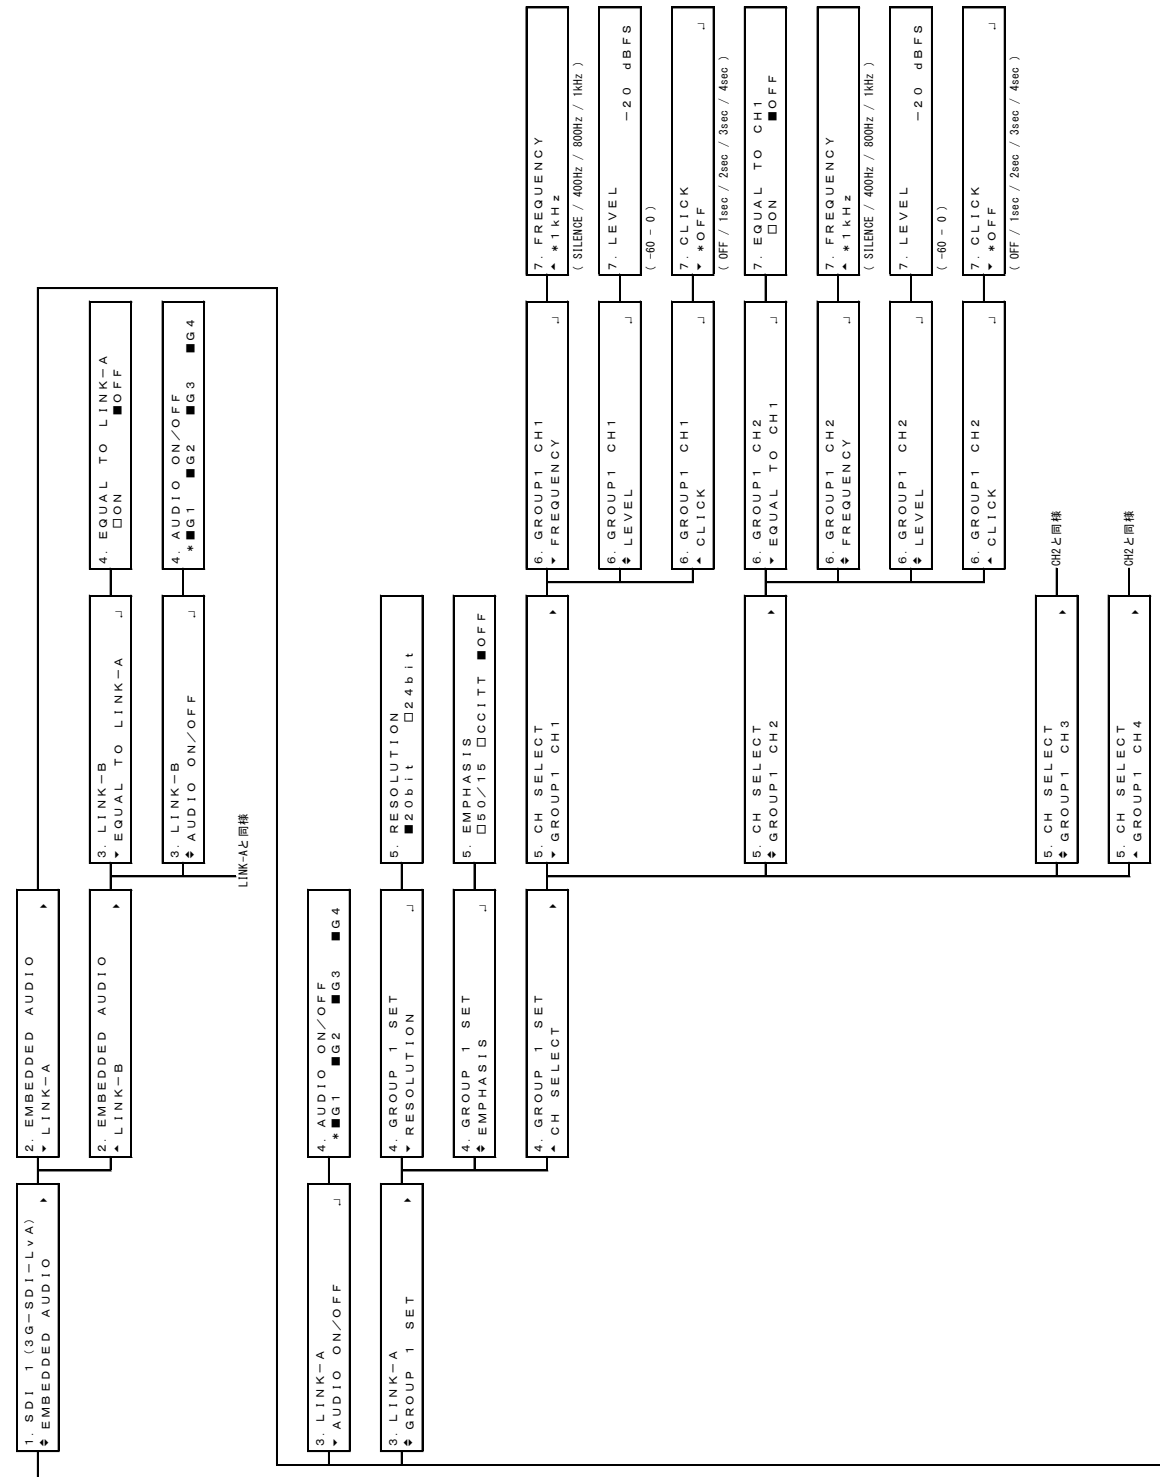 1. SDI 1 (3G-SDI-LvA)
EMBEDDED AUDIO
2. EMBEDDED AUDIO
LINK-A
2. EMBEDDED AUDIO
LINK-B
3. LINK-B
EQUAL TO LINK-A
4. EQUAL TO LINK-A
□ON ■OFF
3. LINK-B
AUDIO ON/OFF
4. AUDIO ON/OFF
*■G1 ■G2 ■G3 ■G4
LINK-Aと同様
3. LINK-A
AUDIO ON/OFF
4. AUDIO ON/OFF
*■G1 ■G2 ■G3 ■G4
3. LINK-A
GROUP 1 SET
4. GROUP 1 SET
RESOLUTION
5. RESOLUTION
■20bit □24bit
4. GROUP 1 SET
EMPHASIS
5. EMPHASIS
□50/15 □CCITT ■OFF
4. GROUP 1 SET
CH SELECT
5. CH SELECT
GROUP1 CH1
6. GROUP1 CH1
FREQUENCY
7. FREQUENCY
*1kHz
( SILENCE / 400Hz / 800Hz / 1kHz )
6. GROUP1 CH1
LEVEL
7. LEVEL
-20 dBFS
( -60 - 0 )
6. GROUP1 CH1
CLICK
7. CLICK
*OFF
( OFF / 1sec / 2sec / 3sec / 4sec )
5. CH SELECT
GROUP1 CH2
6. GROUP1 CH2
EQUAL TO CH1
7. EQUAL TO CH1
□ON ■OFF
6. GROUP1 CH2
FREQUENCY
7. FREQUENCY
*1kHz
( SILENCE / 400Hz / 800Hz / 1kHz )
6. GROUP1 CH2
LEVEL
7. LEVEL
-20 dBFS
( -60 - 0 )
6. GROUP1 CH2
CLICK
7. CLICK
*OFF
( OFF / 1sec / 2sec / 3sec / 4sec )
5. CH SELECT
GROUP1 CH3
CH2と同様
5. CH SELECT
GROUP1 CH4
CH2と同様